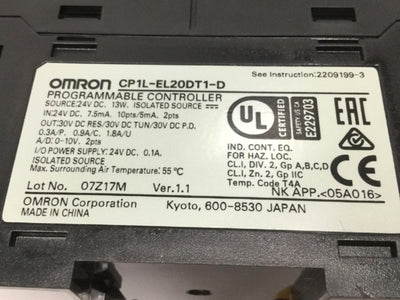 OMRON CP1L-EL20DT1-D
See Instruction:2209199-3
PROGRAMMABLE CONTROLLER
SOURCE:24V DC. 13W. ISOLATED SOURCE
IN:24V DC. 7.5mA. 10pts/5mA. 2pts
OUT:30V DC RES/30V DC TUN/30V DC P.D.
0.3A/P. 0.9A/C. 1.8A/U
A/D:0-10V. 2pts
I/O POWER SUPPLY:24V DC. 0.1A.
Max. Surrounding Air Temperature: 55°C
UL
CERTIFIED
SAFETY US CA
E229703
EAC
IND. CONT. EQ.
FOR HAZ. LOC.
CL.I, Div. 2, Gp A,B,C,D
CL.I, Zn. 2, Gp IIC
Temp. Code T4A
NK APP.<05A016>
Lot No. 07Z17M Ver.1.1
OMRON Corporation Kyoto, 600-8530 JAPAN
MADE IN CHINA